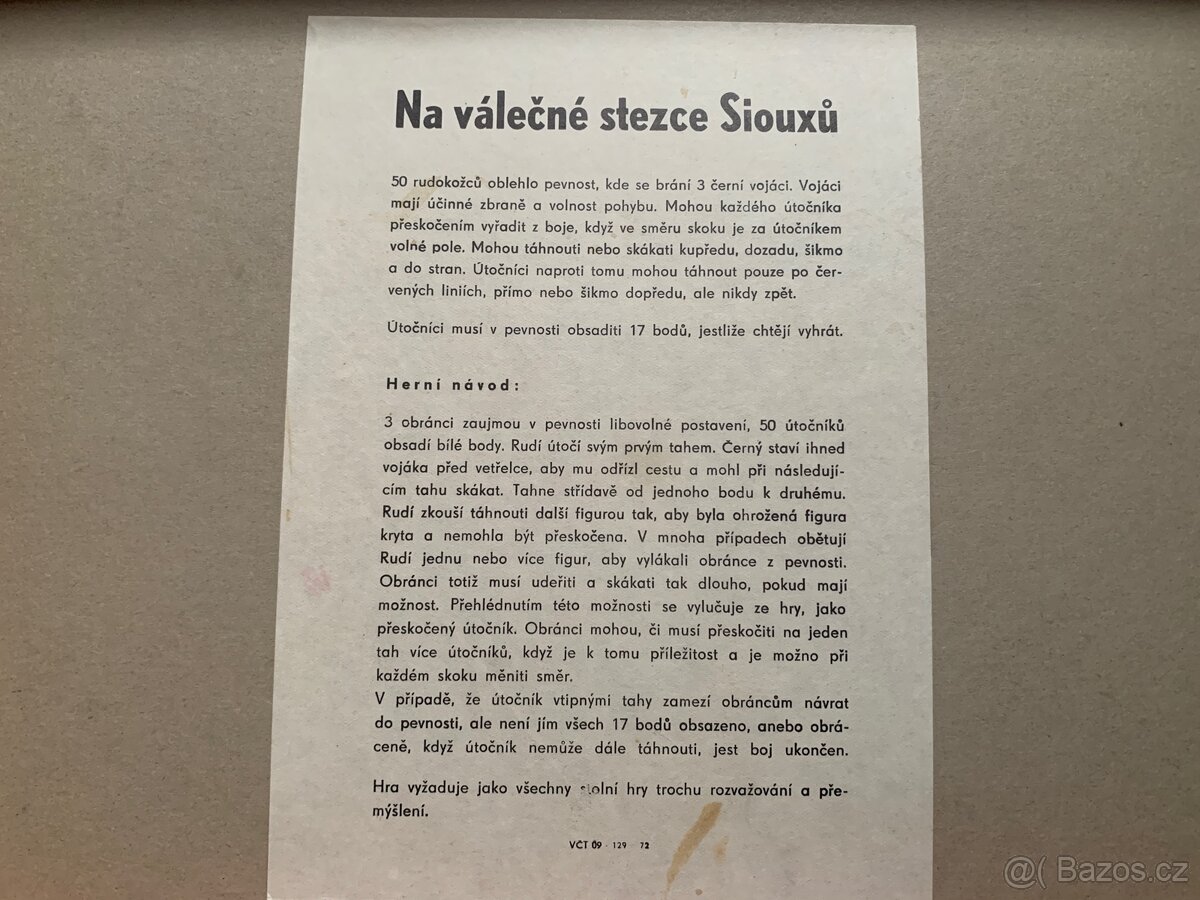 Na válečné stezce Siouxů
50 rudokožců oblehlo pevnost, kde se brání 3 černí vojáci. Vojáci
mají účinné zbraně a volnost pohybu. Mohou každého útočníka
přeskočením vyřadit z boje, když ve směru skoku je za útočníkem
volné pole. Mohou táhnouti nebo skákati kupředu, dozadu, šikmo
a do stran. Útočníci naproti tomu mohou táhnout pouze po čer-
vených liniích, přímo nebo šikmo dopředu, ale nikdy zpět.
Útočníci musí v pevnosti obsaditi 17 bodů, jestliže chtějí vyhrát.
Herní návod:
3 obránci zaujmou v pevnosti libovolné postavení, 50 útočníků
obsadí bílé body. Rudí útočí svým prvým tahem. Černý staví ihned
vojáka před vetřelce, aby mu odřízl cestu a mohl při následují-
cím tahu skákat. Tahne střídavě od jednoho bodu k druhému.
Rudí zkouší táhnouti další figurou tak, aby byla ohrožená figura
kryta a nemohla být přeskočena. V mnoha případech obětují
Rudí jednu nebo více figur, aby vylákali obránce z pevnosti.
Obránci totiž musí udeřiti a skákati tak dlouho, pokud mají
možnost. Přehlédnutím této možnosti se vylučuje ze hry, jako
přeskočený útočník. Obránci mohou, či musí přeskočiti na jeden
tah více útočníků, když je k tomu příležitost a je možno při
každém skoku měniti směr.
V případě, že útočník vtipnými tahy zamezí obráncům návrat
do pevnosti, ale není jím všech 17 bodů obsazeno, anebo obrá-
ceně, když útočník nemůže dále táhnouti, jest boj ukončen.
Hra vyžaduje jako všechny stolní hry trochu rozvažování a pře-
mýšlení.
VČT 09 - 129 72
@( Bazos.cz